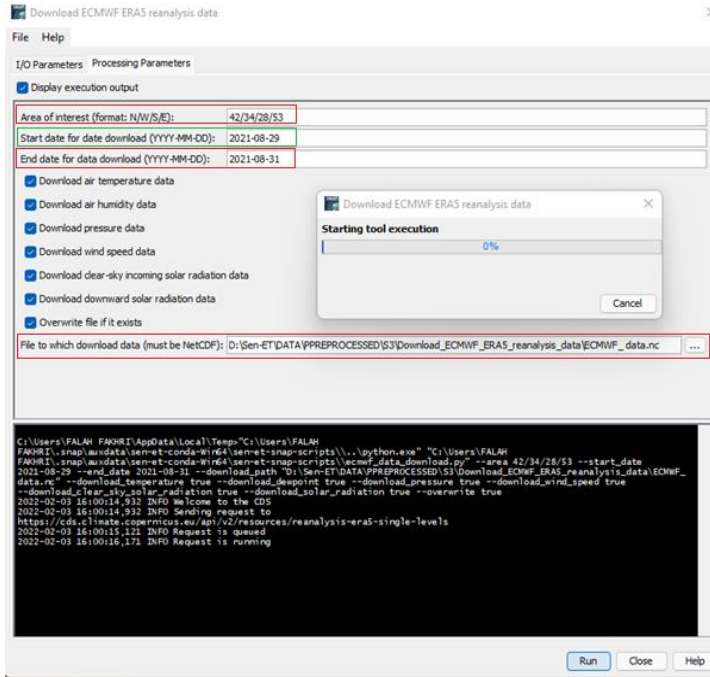 Download ECMWF ERA5 reanalysis data
File Help
I/O Parameters Processing Parameters
Display execution output
Area of interest (format: N/W/S/E): 42/34/28/53
Start date for date download (YYYY-MM-DD): 2021-08-29
End date for data download (YYYY-MM-DD): 2021-08-31
Download air temperature data
Download air humidity data
Download pressure data
Download wind speed data
Download clear-sky incoming solar radiation data
Download downward solar radiation data
Overwrite file if it exists
File to which download data (must be NetCDF): D:\Sen-ET\DATA\PPREPROCESSED\S3\Download_ECMWF_ERA5_reanalysis_data\ECMWF_ data.nc ...
Download ECMWF ERA5 reanalysis data
Starting tool execution
0%
Cancel
C:\Users\FALAH FAKHRI\AppData\Local\Temp>"C:\Users\FALAH
FAKHRI\.snap\auxdata\sen-et-conda-Win64\sen-et-snap-scripts\\..\python.exe" "C:\Users\FALAH
FAKHRI\.snap\auxdata\sen-et-conda-Win64\sen-et-snap-scripts\\ecmwf_data_download.py" --area 42/34/28/53 --start_date
2021-08-29 --end_date 2021-08-31 --download_path "D:\Sen-ET\DATA\PPREPROCESSED\S3\Download_ECMWF_ERA5_reanalysis_data\ECMWF_
data.nc" --download_temperature true --download_dewpoint true --download_pressure true --download_wind_speed true
--download_clear_sky_solar_radiation true --download_solar_radiation true --overwrite true
2022-02-03 16:00:14,932 INFO Welcome to the CDS
2022-02-03 16:00:14,932 INFO Sending request to
https://cds.climate.copernicus.eu/api/v2/resources/reanalysis-era5-single-levels
2022-02-03 16:00:15,121 INFO Request is queued
2022-02-03 16:00:16,171 INFO Request is running
Run Close Help